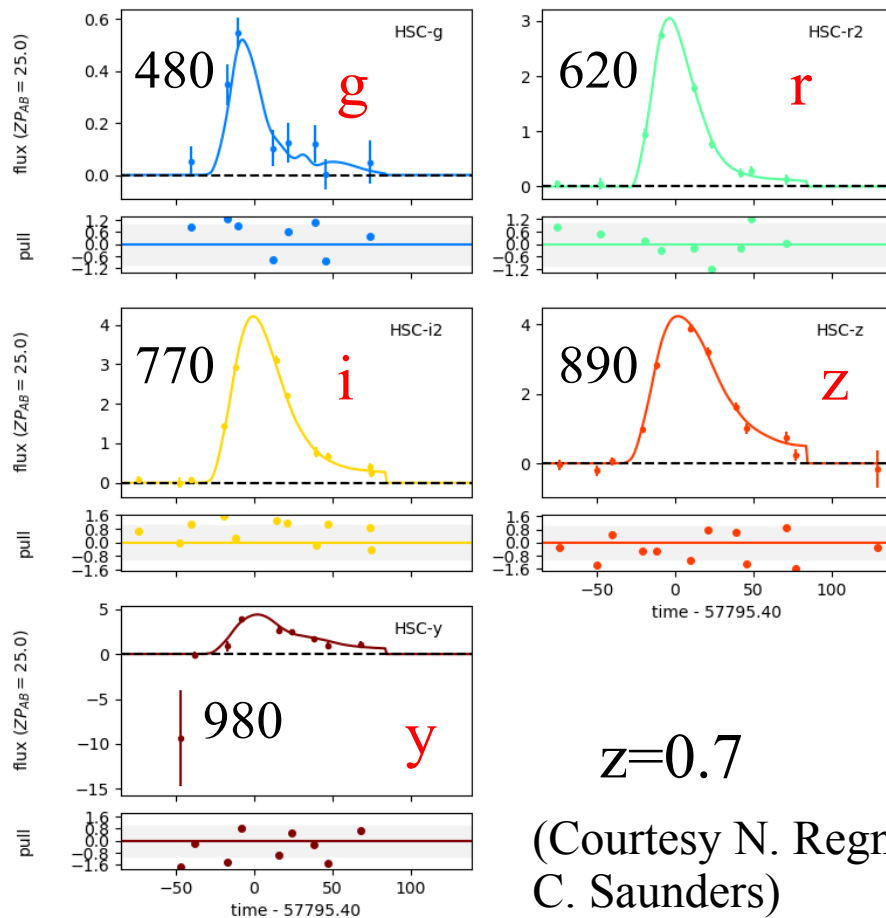 HSC-g
480
g
flux (ZP_AB = 25.0)
0.6
0.4
0.2
0.0
pull
1.2
0.6
0.0
−0.6
−1.2
HSC-r2
620
r
3
2
1
0
1.2
0.6
0.0
−0.6
−1.2
HSC-i2
770
i
flux (ZP_AB = 25.0)
4
3
2
1
0
pull
1.6
0.8
0.0
−0.8
−1.6
HSC-z
890
z
4
2
0
1.6
0.8
0.0
−0.8
−1.6
−50 0 50 100
time - 57795.40
HSC-y
980
y
flux (ZP_AB = 25.0)
5
0
−5
−10
−15
pull
1.6
0.8
0.0
−0.8
−1.6
−50 0 50 100
time - 57795.40
z=0.7
(Courtesy N. Regn
C. Saunders)